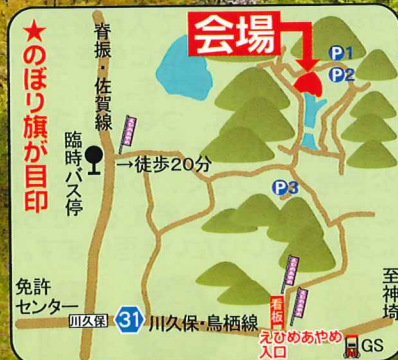 ★のぼり旗が目印
脊振・佐賀線
会場
P1
P2
臨時バス停
→徒歩20分
P3
免許
センター
川久保
31
川久保・鳥栖線
看板
えひめあやめ
入口
至神埼
GS